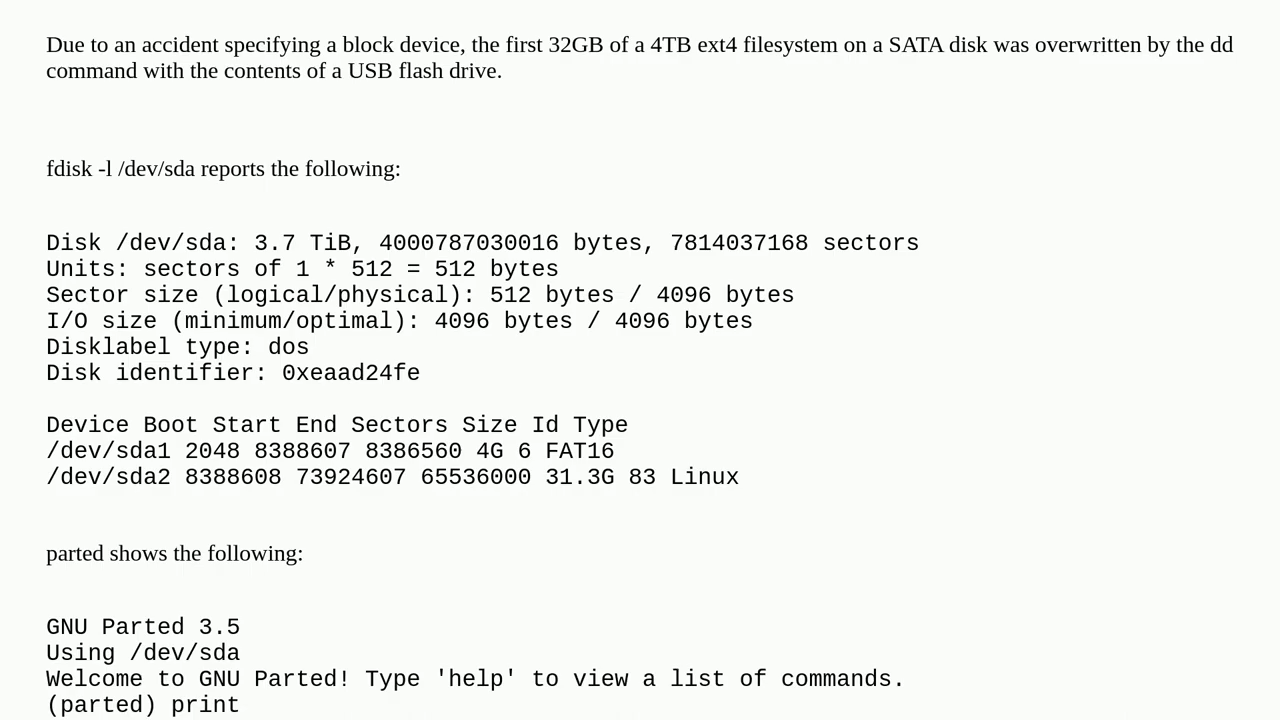 Due to an accident specifying a block device, the first 32GB of a 4TB ext4 filesystem on a SATA disk was overwritten by the dd
command with the contents of a USB flash drive.
fdisk -l /dev/sda reports the following:
Disk /dev/sda: 3.7 TiB, 4000787030016 bytes, 7814037168 sectors
Units: sectors of 1 * 512 = 512 bytes
Sector size (logical/physical): 512 bytes / 4096 bytes
I/O size (minimum/optimal): 4096 bytes / 4096 bytes
Disklabel type: dos
Disk identifier: 0xeaad24fe
Device Boot Start End Sectors Size Id Type
/dev/sda1 2048 8388607 8386560 4G 6 FAT16
/dev/sda2 8388608 73924607 65536000 31.3G 83 Linux
parted shows the following:
GNU Parted 3.5
Using /dev/sda
Welcome to GNU Parted! Type 'help' to view a list of commands.
(parted) print